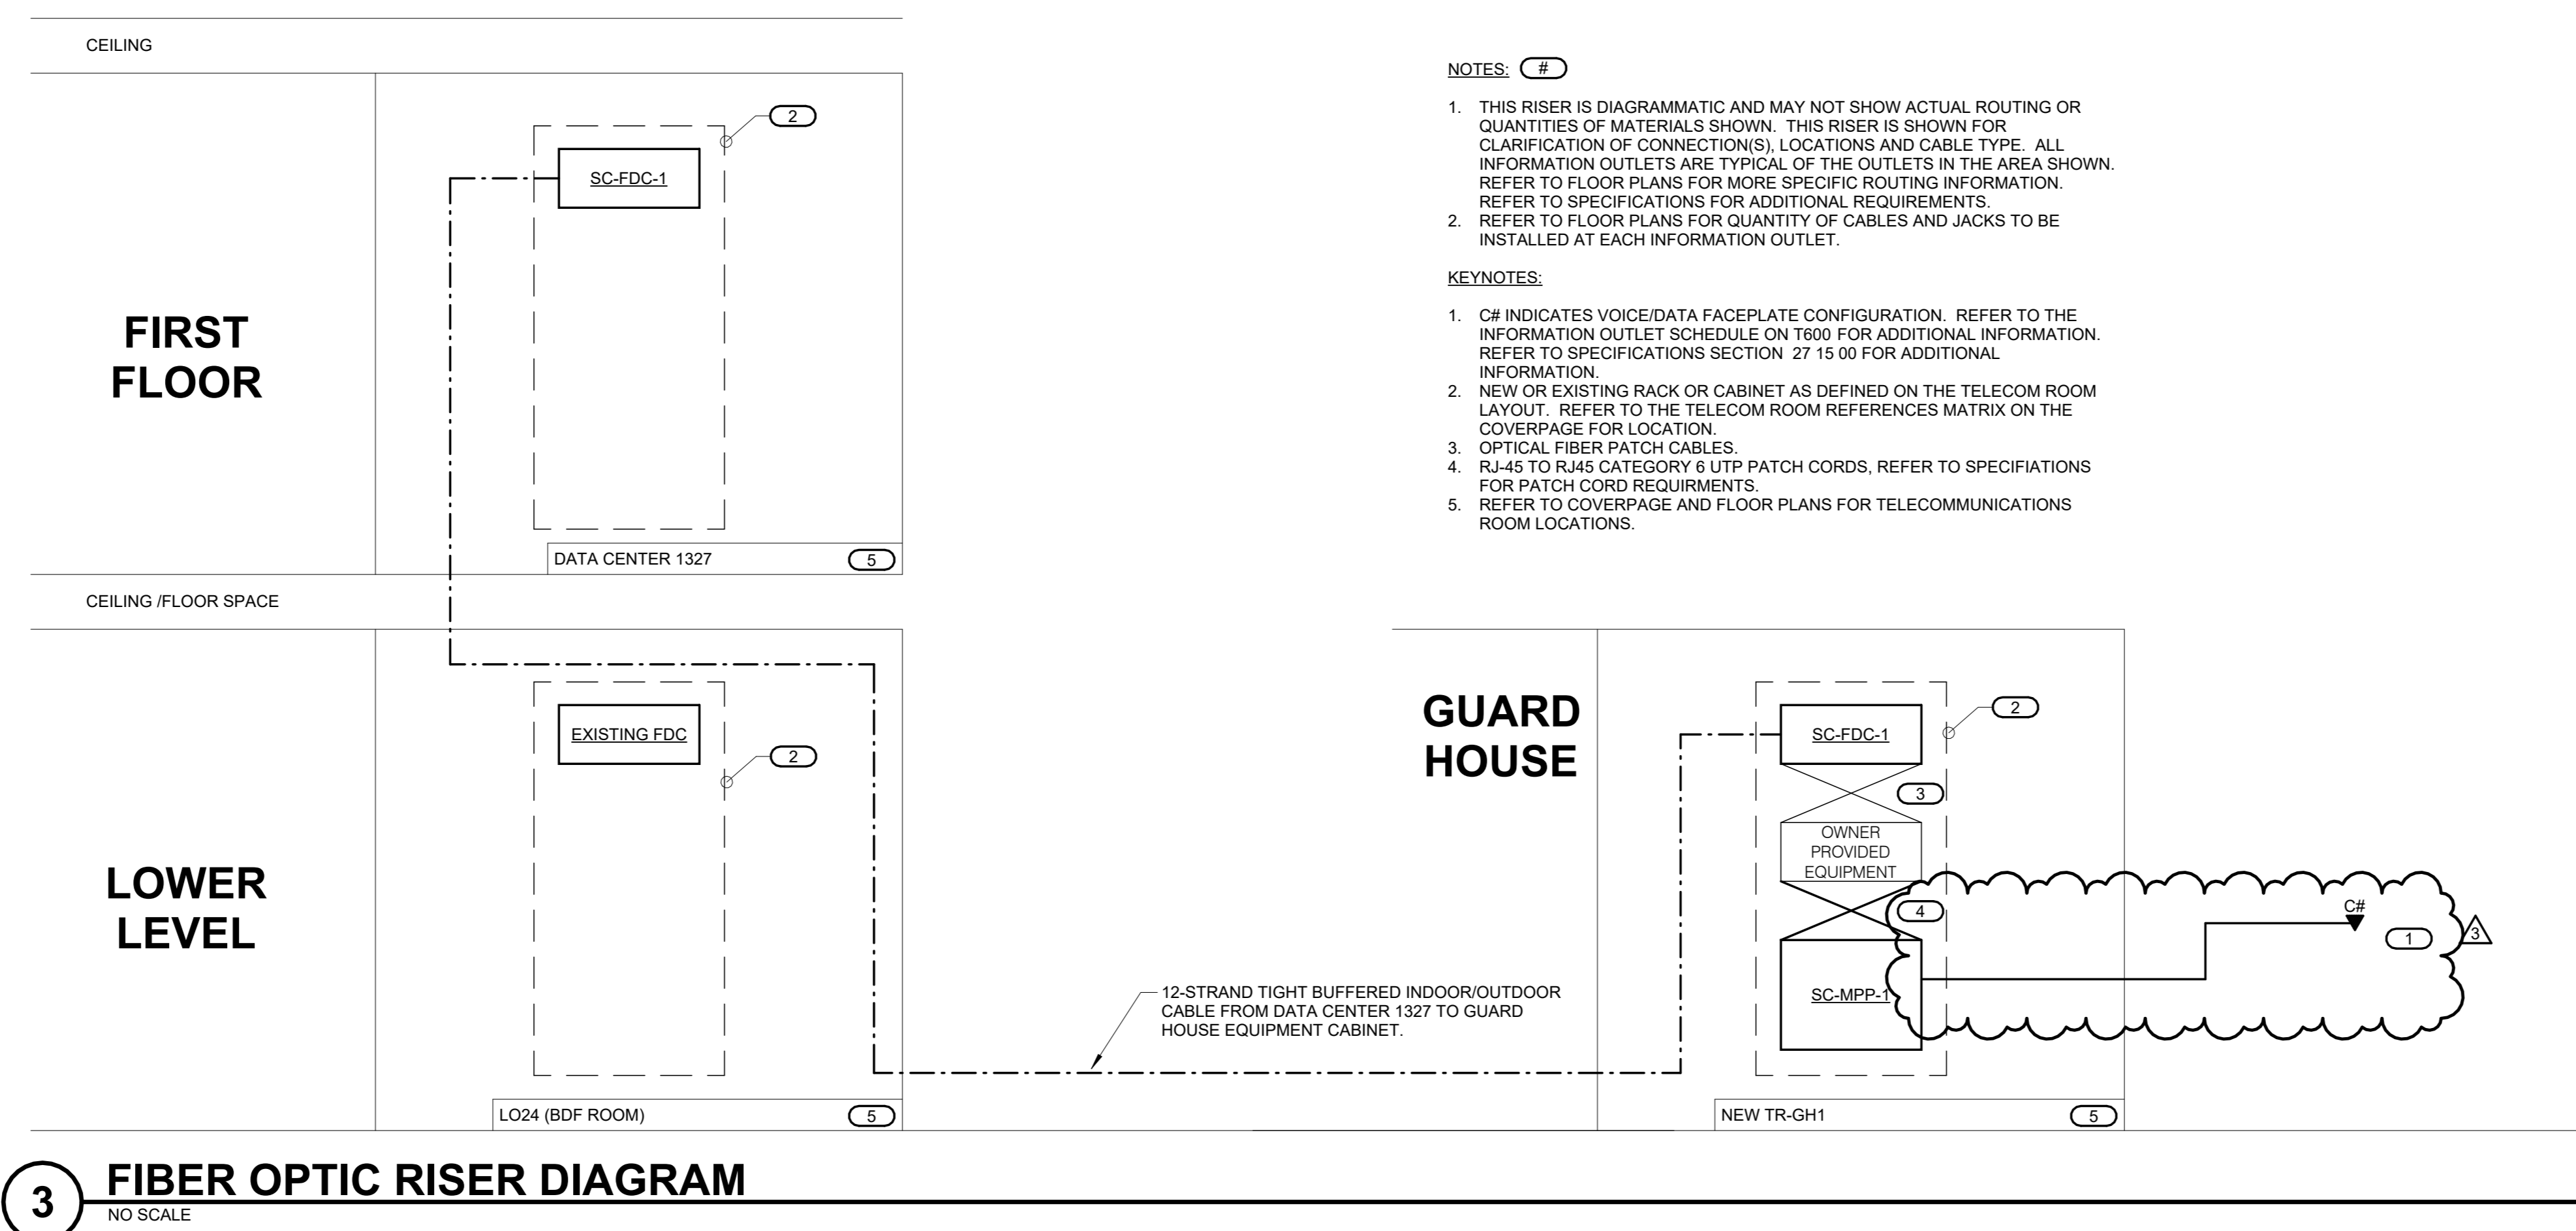 CEILING
2
SC-FDC-1
FIRST
FLOOR
DATA CENTER 1327
5
CEILING /FLOOR SPACE
EXISTING FDC
2
LOWER
LEVEL
LO24 (BDF ROOM)
5
12-STRAND TIGHT BUFFERED INDOOR/OUTDOOR
CABLE FROM DATA CENTER 1327 TO GUARD
HOUSE EQUIPMENT CABINET.
NOTES: #
1. THIS RISER IS DIAGRAMMATIC AND MAY NOT SHOW ACTUAL ROUTING OR
QUANTITIES OF MATERIALS SHOWN. THIS RISER IS SHOWN FOR
CLARIFICATION OF CONNECTION(S), LOCATIONS AND CABLE TYPE. ALL
INFORMATION OUTLETS ARE TYPICAL OF THE OUTLETS IN THE AREA SHOWN.
REFER TO FLOOR PLANS FOR MORE SPECIFIC ROUTING INFORMATION.
REFER TO SPECIFICATIONS FOR ADDITIONAL REQUIREMENTS.
2. REFER TO FLOOR PLANS FOR QUANTITY OF CABLES AND JACKS TO BE
INSTALLED AT EACH INFORMATION OUTLET.
KEYNOTES:
1. C# INDICATES VOICE/DATA FACEPLATE CONFIGURATION. REFER TO THE
INFORMATION OUTLET SCHEDULE ON T600 FOR ADDITIONAL INFORMATION.
REFER TO SPECIFICATIONS SECTION 27 15 00 FOR ADDITIONAL
INFORMATION.
2. NEW OR EXISTING RACK OR CABINET AS DEFINED ON THE TELECOM ROOM
LAYOUT. REFER TO THE TELECOM ROOM REFERENCES MATRIX ON THE
COVERPAGE FOR LOCATION.
3. OPTICAL FIBER PATCH CABLES.
4. RJ-45 TO RJ45 CATEGORY 6 UTP PATCH CORDS, REFER TO SPECIFIATIONS
FOR PATCH CORD REQUIRMENTS.
5. REFER TO COVERPAGE AND FLOOR PLANS FOR TELECOMMUNICATIONS
ROOM LOCATIONS.
GUARD
HOUSE
SC-FDC-1
2
3
OWNER
PROVIDED
EQUIPMENT
4
C#
1
3
SC-MPP-1
NEW TR-GH1
5
3
FIBER OPTIC RISER DIAGRAM
NO SCALE